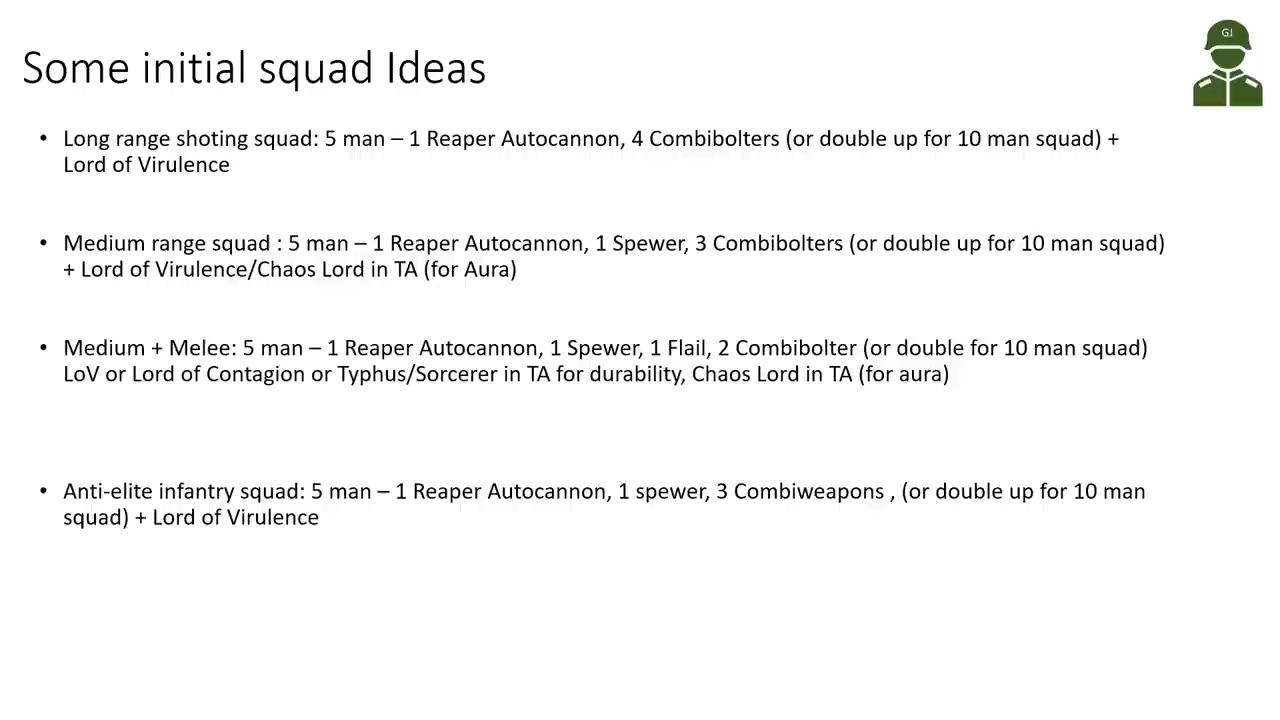 G.I
Some initial squad Ideas
• Long range shoting squad: 5 man – 1 Reaper Autocannon, 4 Combibolters (or double up for 10 man squad) +
Lord of Virulence
• Medium range squad : 5 man – 1 Reaper Autocannon, 1 Spewer, 3 Combibolters (or double up for 10 man squad)
+ Lord of Virulence/Chaos Lord in TA (for Aura)
• Medium + Melee: 5 man – 1 Reaper Autocannon, 1 Spewer, 1 Flail, 2 Combibolter (or double for 10 man squad)
LoV or Lord of Contagion or Typhus/Sorcerer in TA for durability, Chaos Lord in TA (for aura)
• Anti-elite infantry squad: 5 man – 1 Reaper Autocannon, 1 spewer, 3 Combiweapons , (or double up for 10 man
squad) + Lord of Virulence